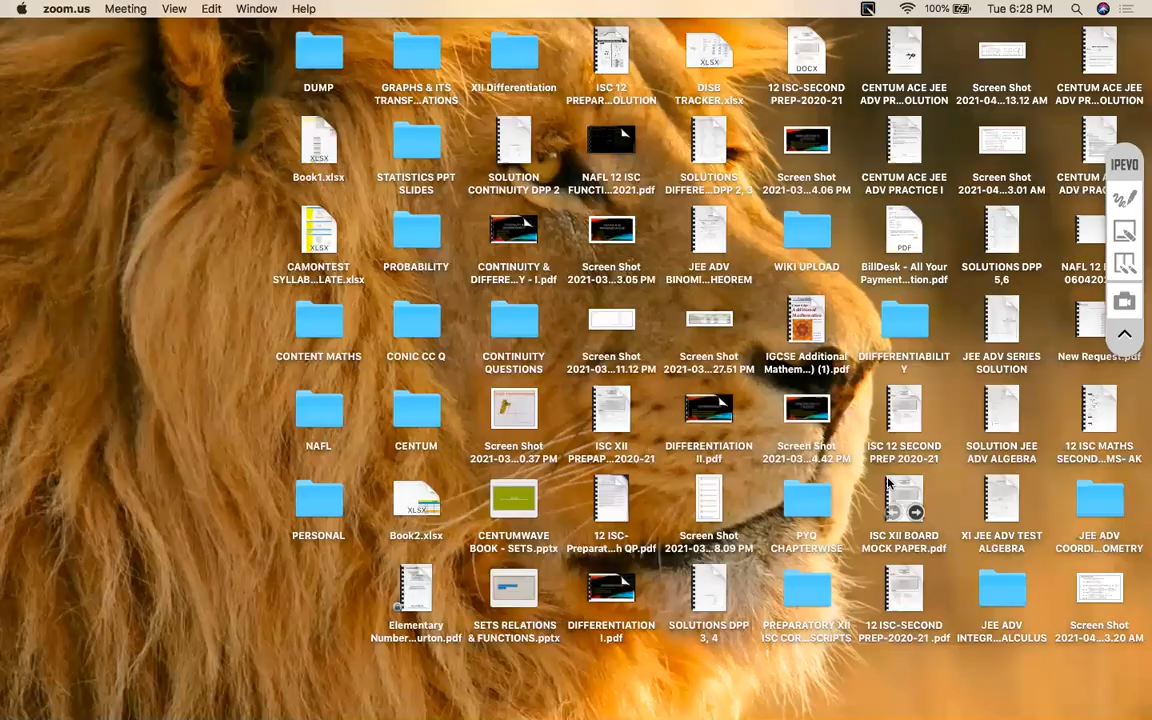 zoom.us Meeting View Edit Window Help 100% Tue 6:28 PM
DUMP
GRAPHS & ITS
TRANSF...ATIONS
XII Differentiation
ISC 12
PREPAR...OLUTION
XLSX
DISB
TRACKER.xlsx
DOCX
12 ISC-SECOND
PREP-2020-21
CENTUM ACE JEE
ADV PR...OLUTION
Screen Shot
2021-04...13.12 AM
CENTUM ACE JEE
ADV PR...OLUTION
XLSX
Book1.xlsx
STATISTICS PPT
SLIDES
SOLUTION
CONTINUITY DPP 2
NAFL 12 ISC
FUNCTI...2021.pdf
SOLUTIONS
DIFFERE...DPP 2, 3
Screen Shot
2021-03...4.06 PM
CENTUM ACE JEE
ADV PRACTICE I
Screen Shot
2021-04...3.01 AM
CENTUM A
ADV PRAC
IPEVO
XLSX
CAMONTEST
SYLLAB...LATE.xlsx
PROBABILITY
CONTINUITY &
DIFFERE...Y - I.pdf
Screen Shot
2021-03...3.05 PM
JEE ADV
BINOMI...HEOREM
WIKI UPLOAD
PDF
BillDesk - All Your
Payment...tion.pdf
SOLUTIONS DPP
5,6
NAFL 12 I
060420
CONTENT MATHS
CONIC CC Q
CONTINUITY
QUESTIONS
Screen Shot
2021-03...11.12 PM
Screen Shot
2021-03...27.51 PM
IGCSE Additional
Mathem...) (1).pdf
DIIFFERENTIABILIT
Y
JEE ADV SERIES
SOLUTION
New Request.pdf
NAFL
CENTUM
Screen Shot
2021-03...0.37 PM
ISC XII
PREPAP...2020-21
DIFFERENTIATION
II.pdf
Screen Shot
2021-03...4.42 PM
ISC 12 SECOND
PREP 2020-21
SOLUTION JEE
ADV ALGEBRA
12 ISC MATHS
SECOND...MS- AK
PERSONAL
XLSX
Book2.xlsx
CENTUMWAVE
BOOK - SETS.pptx
12 ISC-
Preparat...h QP.pdf
Screen Shot
2021-03...8.09 PM
PYQ
CHAPTERWISE
ISC XII BOARD
MOCK PAPER.pdf
XI JEE ADV TEST
ALGEBRA
JEE ADV
COORDI...OMETRY
Elementary
Number...urton.pdf
SETS RELATIONS
& FUNCTIONS.pptx
DIFFERENTIATION
I.pdf
SOLUTIONS DPP
3, 4
PREPARATORY XII
ISC COR...SCRIPTS
12 ISC-SECOND
PREP-2020-21 .pdf
JEE ADV
INTEGR...ALCULUS
Screen Shot
2021-04...3.20 AM